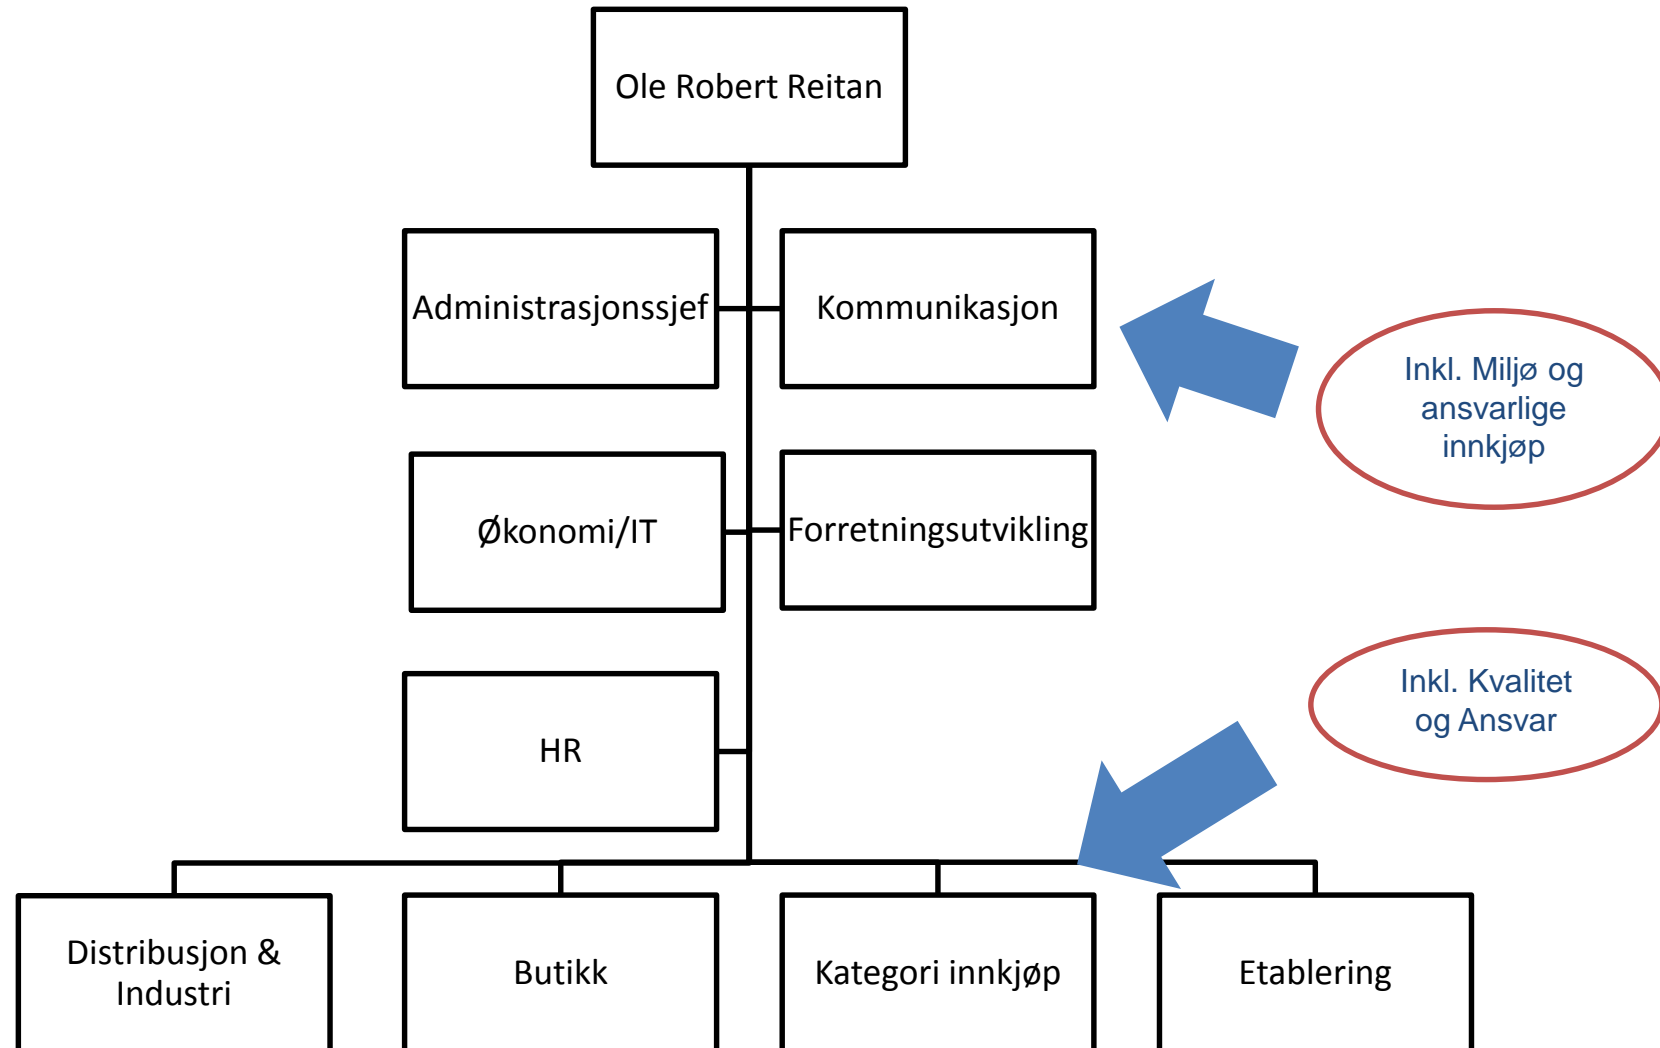 Ole Robert Reitan
Administrasjonssjef
Kommunikasjon
Inkl. Miljø og
ansvarlige
innkjøp
Økonomi/IT
Forretningsutvikling
Inkl. Kvalitet
og Ansvar
HR
Distribusjon &
Industri
Butikk
Kategori innkjøp
Etablering